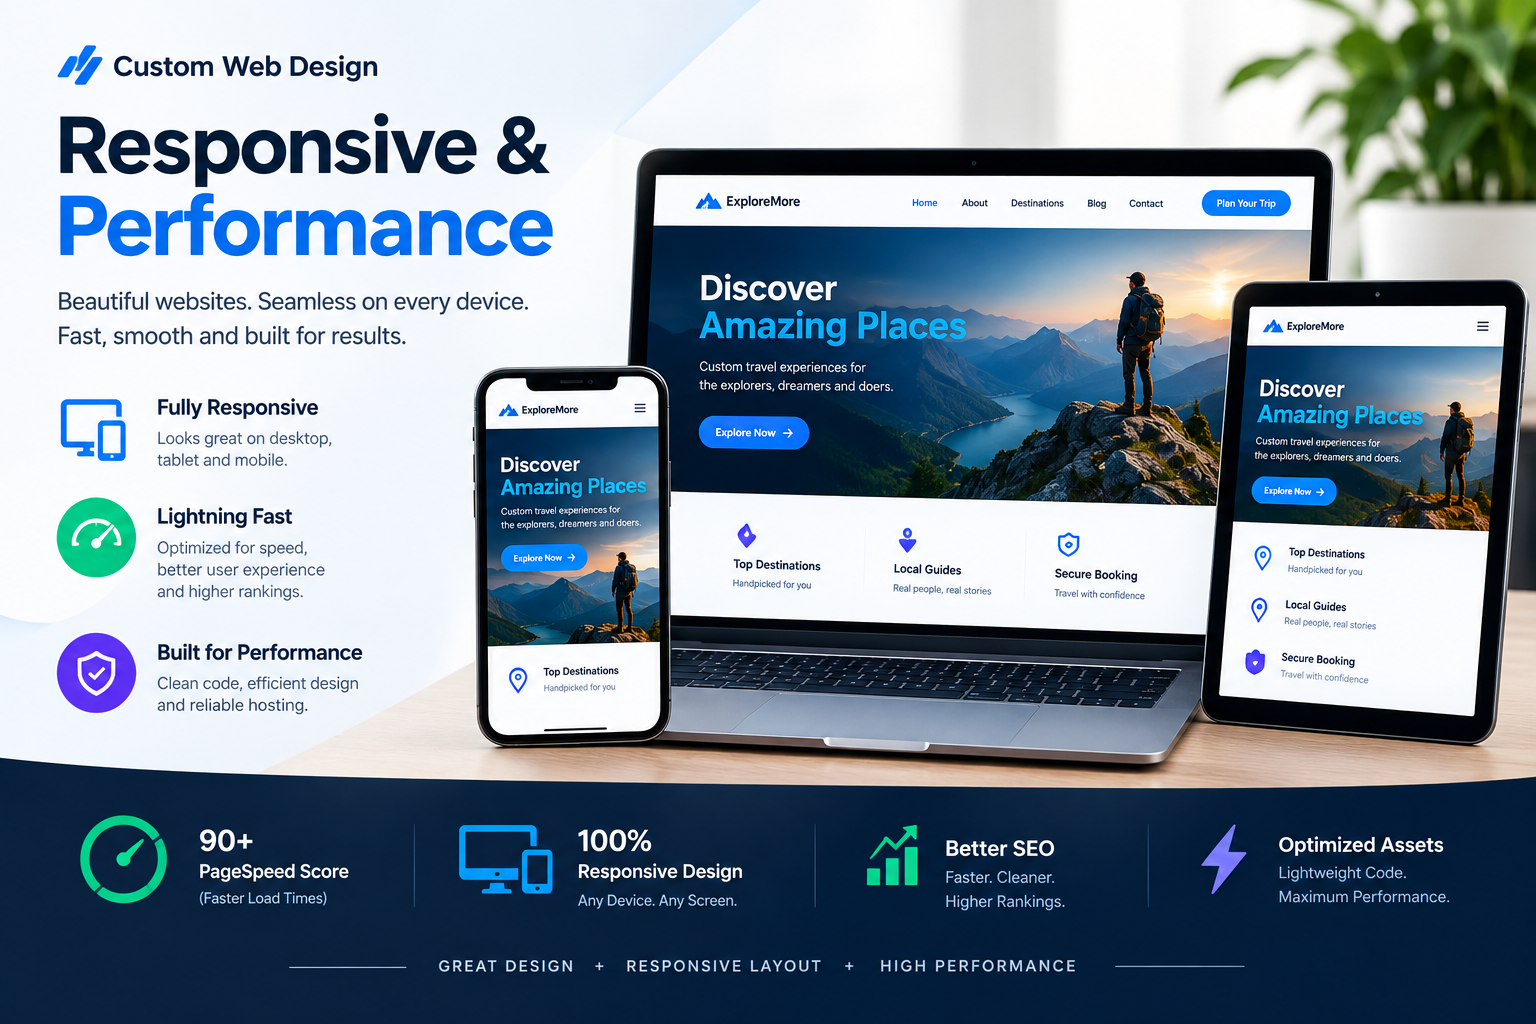 Custom Web Design
Responsive &
Performance
Beautiful websites. Seamless on every device.
Fast, smooth and built for results.
Fully Responsive
Looks great on desktop,
tablet and mobile.
Lightning Fast
Optimized for speed,
better user experience
and higher rankings.
Built for Performance
Clean code, efficient design
and reliable hosting.
ExploreMore
Discover
Amazing Places
Custom travel experiences for
the explorers, dreamers and doers.
Explore Now →
Top Destinations
Handpicked for you
ExploreMore
Home About Destinations Blog Contact Plan Your Trip
Discover
Amazing Places
Custom travel experiences for
the explorers, dreamers and doers.
Explore Now →
Top Destinations
Handpicked for you
Local Guides
Real people, real stories
Secure Booking
Travel with confidence
ExploreMore
Discover
Amazing Places
Custom travel experiences for
the explorers, dreamers and doers.
Explore Now →
Top Destinations
Handpicked for you
Local Guides
Real people, real stories
Secure Booking
Travel with confidence
90+
PageSpeed Score
(Faster Load Times)
100%
Responsive Design
Any Device. Any Screen.
Better SEO
Faster. Cleaner.
Higher Rankings.
Optimized Assets
Lightweight Code.
Maximum Performance.
GREAT DESIGN + RESPONSIVE LAYOUT + HIGH PERFORMANCE